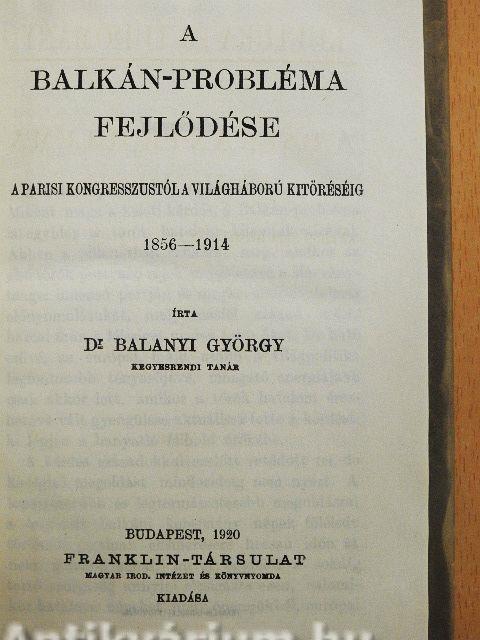 A
BALKÁN-PROBLÉMA
FEJLŐDÉSE
A PARISI KONGRESSZUSTÓL A VILÁGHÁBORÚ KITÖRÉSÉIG
1856—1914
ÍRTA
Dr BALANYI GYÖRGY
KEGYESRENDI TANÁR
BUDAPEST, 1920
FRANKLIN-TÁRSULAT
MAGYAR IROD. INTÉZET ÉS KÖNYVNYOMDA
KIADÁSA
Antikvárium.hu